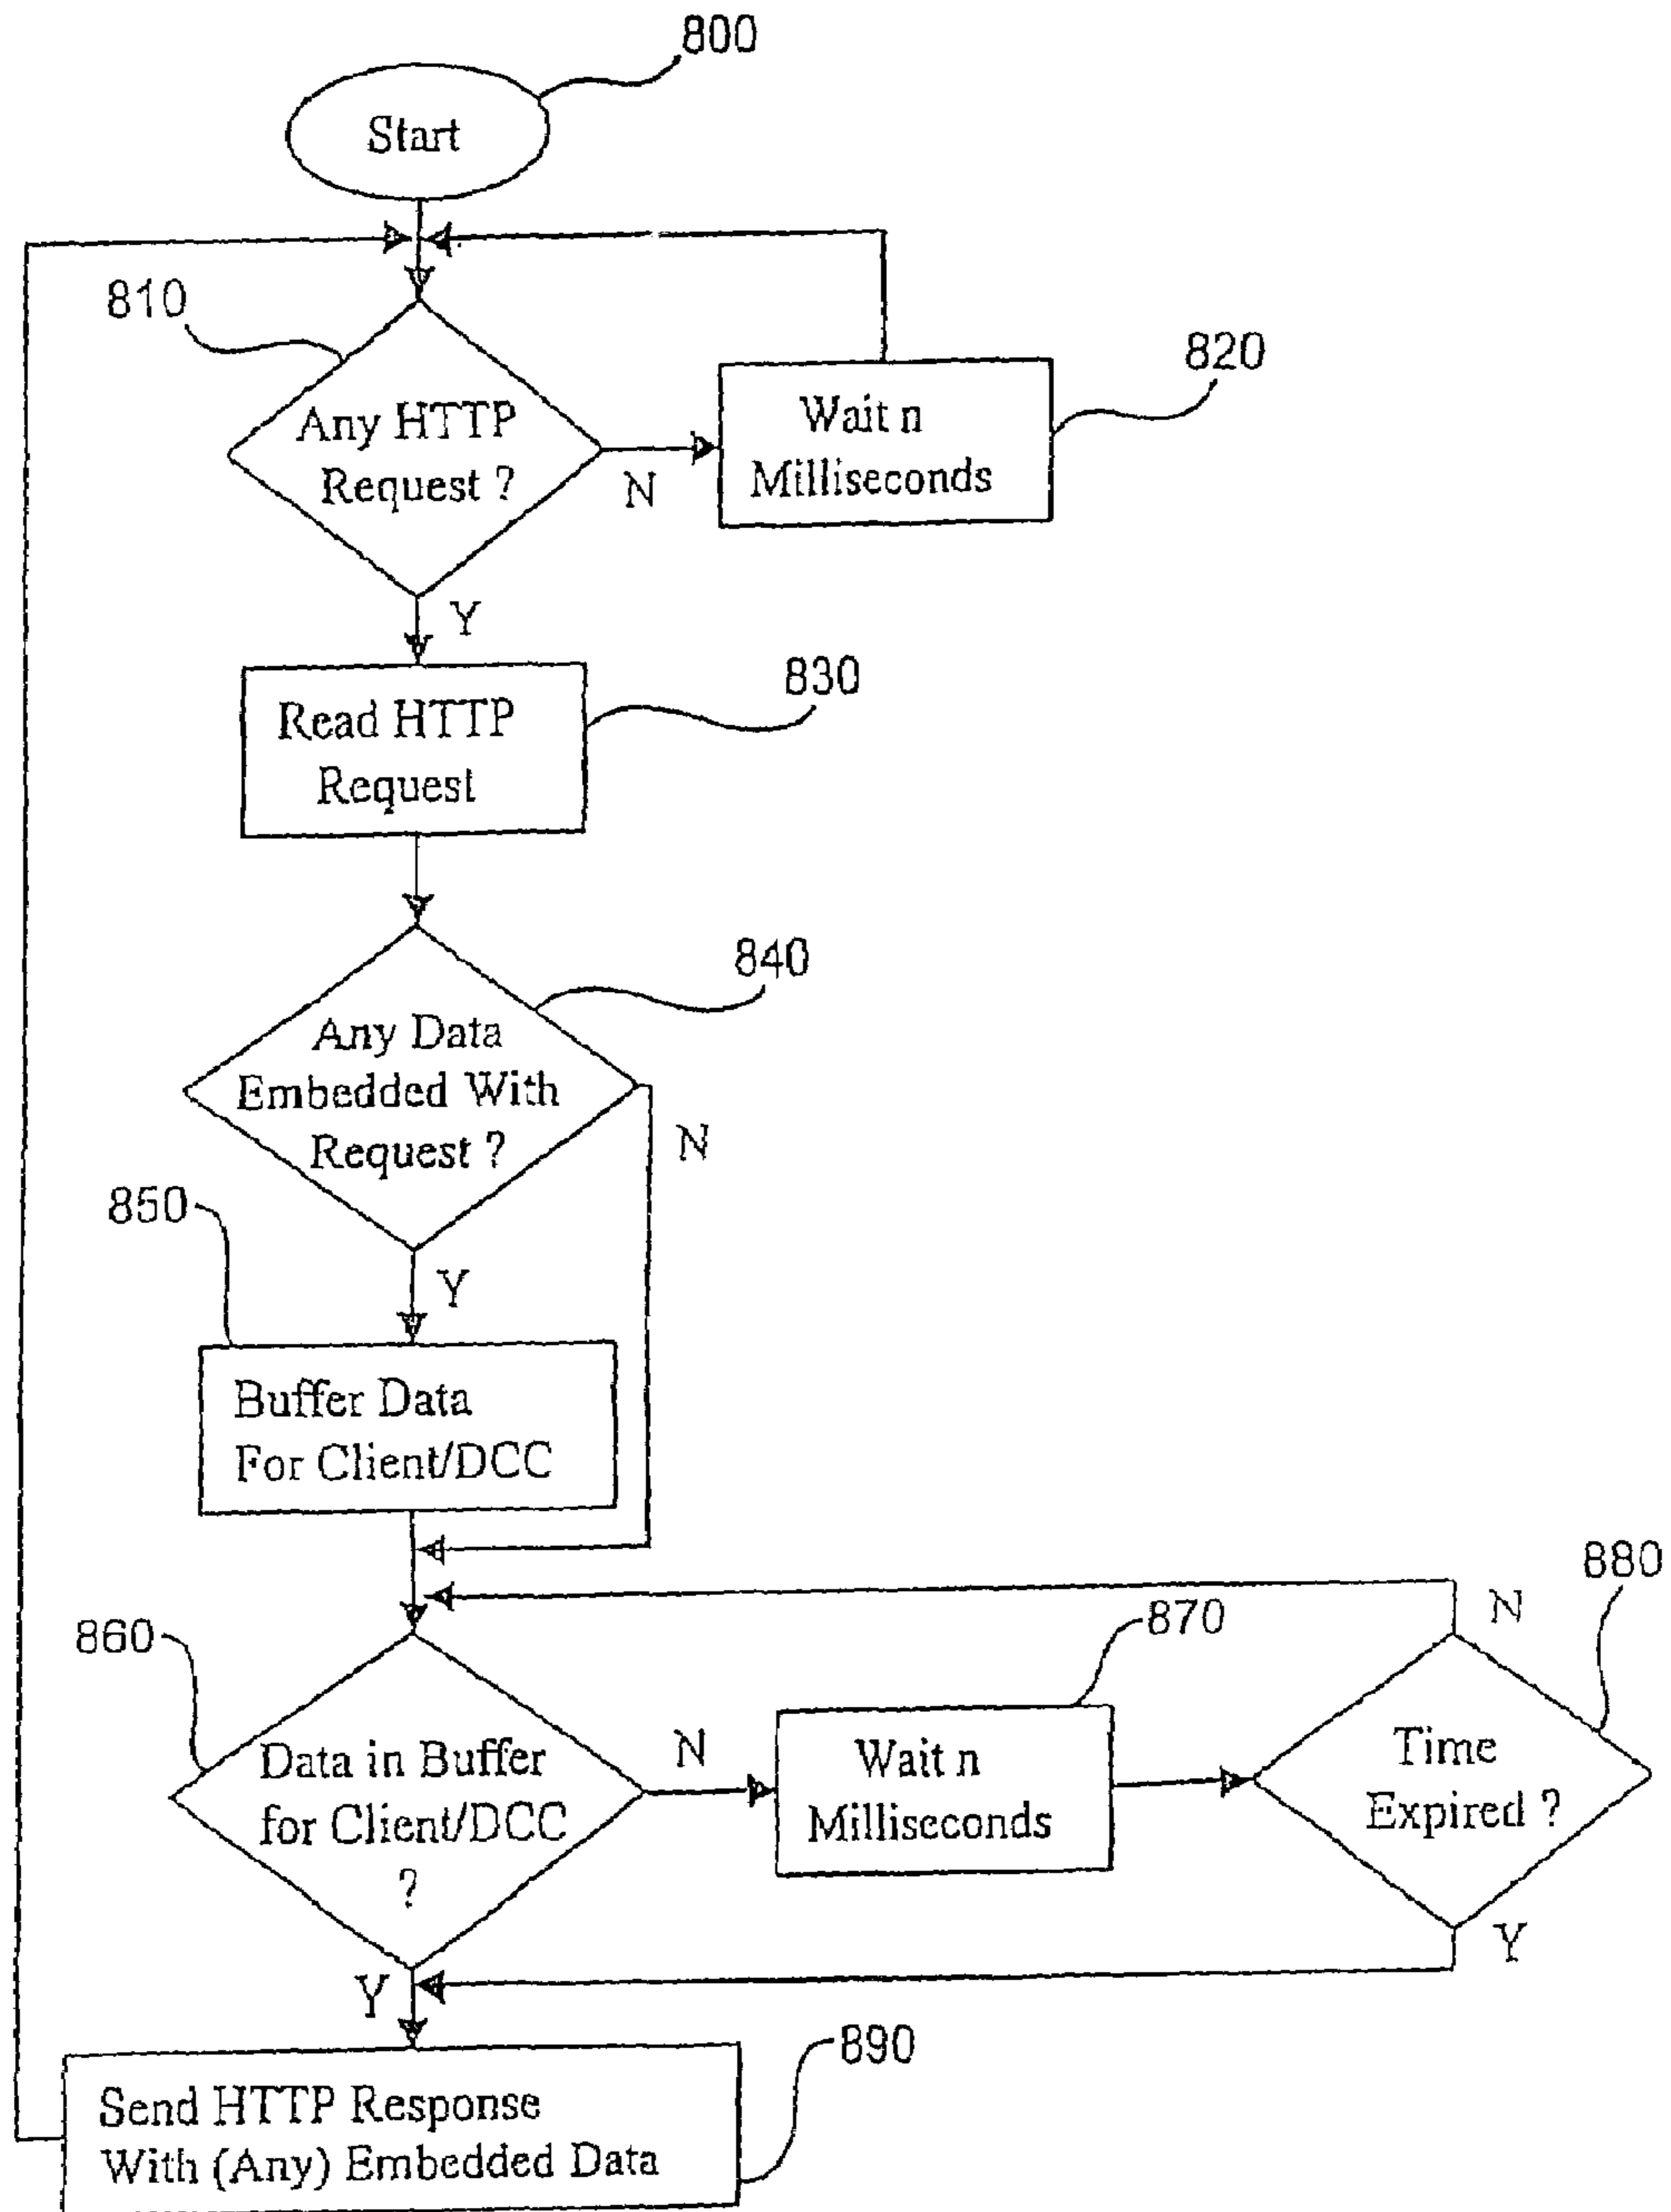 800
Start
810
Any HTTP
Request ?
N
820
Wait n
Milliseconds
Y
830
Read HTTP
Request
840
Any Data
Embedded With
Request ?
N
850
Y
Buffer Data
For Client/DCC
880
N
870
860
Data in Buffer
for Client/DCC
?
N
Wait n
Milliseconds
Time
Expired ?
Y
Y
890
Send HTTP Response
With (Any) Embedded Data